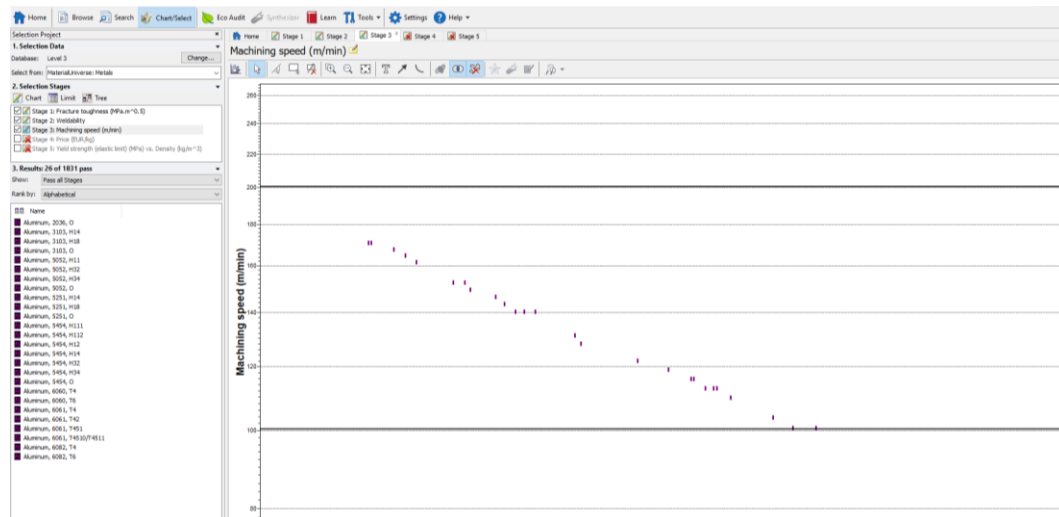 Home Browse Search Chart/Select Eco Audit Synthesizer Learn Tools Settings Help
Selection Project
1. Selection Data
Database: Level 3 Change...
Select from: MaterialUniverse: Metals
2. Selection Stages
Chart Limit Tree
Stage 1: Fracture toughness (MPa.m^0.5)
Stage 2: Weldability
Stage 3: Machining speed (m/min)
Stage 4: Price (EUR/kg)
Stage 5: Yield strength (elastic limit) (MPa) vs. Density (kg/m^3)
3. Results: 26 of 1831 pass
Show: Pass all Stages
Rank by: Alphabetical
Name
Aluminum, 2036, O
Aluminum, 3103, H14
Aluminum, 3103, H18
Aluminum, 3103, O
Aluminum, 5052, H11
Aluminum, 5052, H32
Aluminum, 5052, H34
Aluminum, 5052, O
Aluminum, 5251, H14
Aluminum, 5251, H18
Aluminum, 5251, O
Aluminum, 5454, H111
Aluminum, 5454, H112
Aluminum, 5454, H12
Aluminum, 5454, H14
Aluminum, 5454, H32
Aluminum, 5454, H34
Aluminum, 5454, O
Aluminum, 6060, T4
Aluminum, 6060, T6
Aluminum, 6061, T4
Aluminum, 6061, T42
Aluminum, 6061, T451
Aluminum, 6061, T4510/T4511
Aluminum, 6082, T4
Aluminum, 6082, T6
Home Stage 1 Stage 2 Stage 3 Stage 4 Stage 5
Machining speed (m/min)
Machining speed (m/min)
260
240
220
200
180
160
140
120
100
80